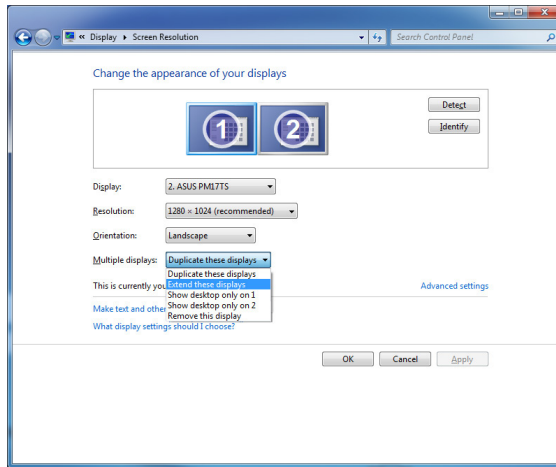 « Display ▸ Screen Resolution
Search Control Panel
Change the appearance of your displays
1
2
Detect
Identify
Display:
2. ASUS PM17TS
Resolution:
1280 × 1024 (recommended)
Orientation:
Landscape
Multiple displays:
Duplicate these displays
Duplicate these displays
Extend these displays
Show desktop only on 1
Show desktop only on 2
Remove this display
This is currently you
Advanced settings
Make text and other
What display settings should I choose?
OK
Cancel
Apply